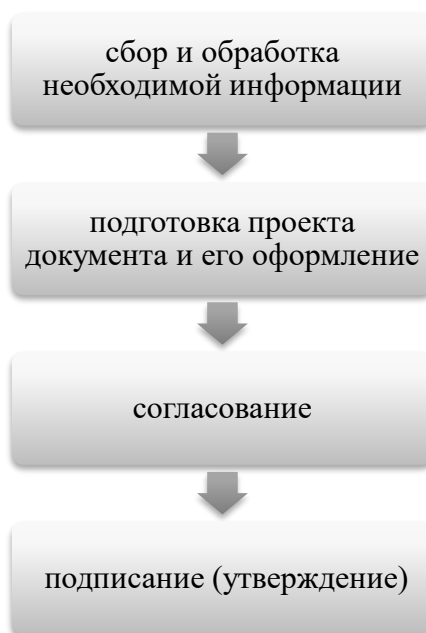 сбор и обработка
необходимой информации
подготовка проекта
документа и его оформление
согласование
подписание (утверждение)